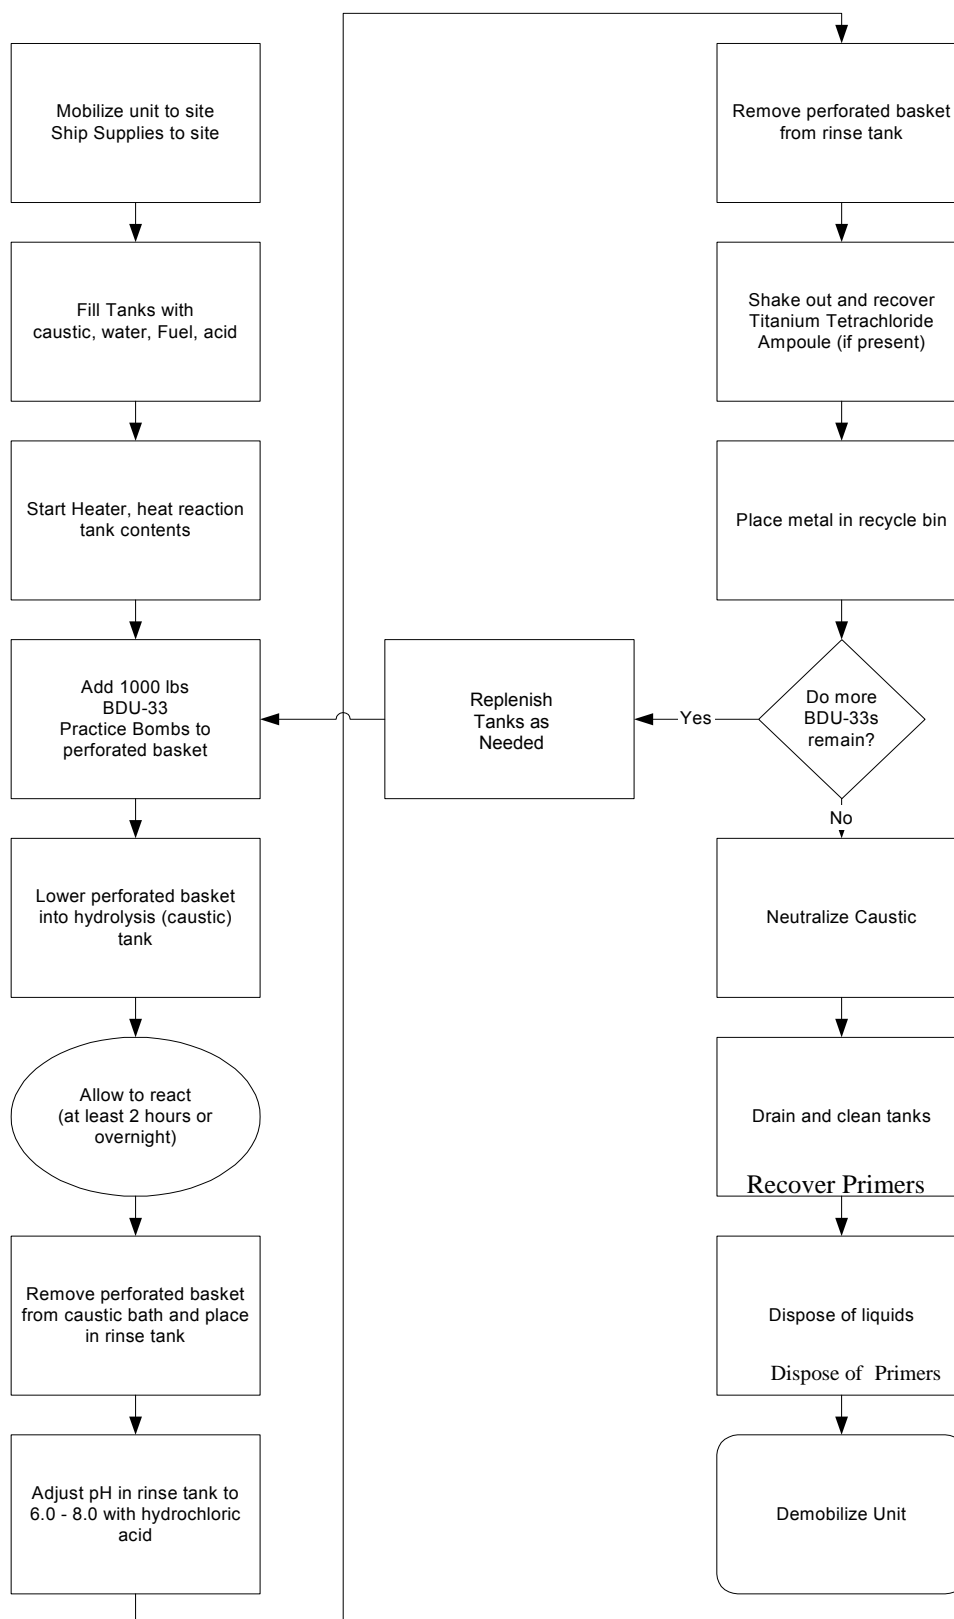 Mobilize unit to site
Ship Supplies to site
Fill Tanks with
caustic, water, Fuel, acid
Start Heater, heat reaction
tank contents
Add 1000 lbs
BDU-33
Practice Bombs to
perforated basket
Lower perforated basket
into hydrolysis (caustic)
tank
Allow to react
(at least 2 hours or
overnight)
Remove perforated basket
from caustic bath and place
in rinse tank
Adjust pH in rinse tank to
6.0 - 8.0 with hydrochloric
acid
Remove perforated basket
from rinse tank
Shake out and recover
Titanium Tetrachloride
Ampoule (if present)
Place metal in recycle bin
Do more
BDU-33s
remain?
Yes
Replenish
Tanks as
Needed
No
Neutralize Caustic
Drain and clean tanks
Recover Primers
Dispose of liquids
Dispose of  Primers
Demobilize Unit